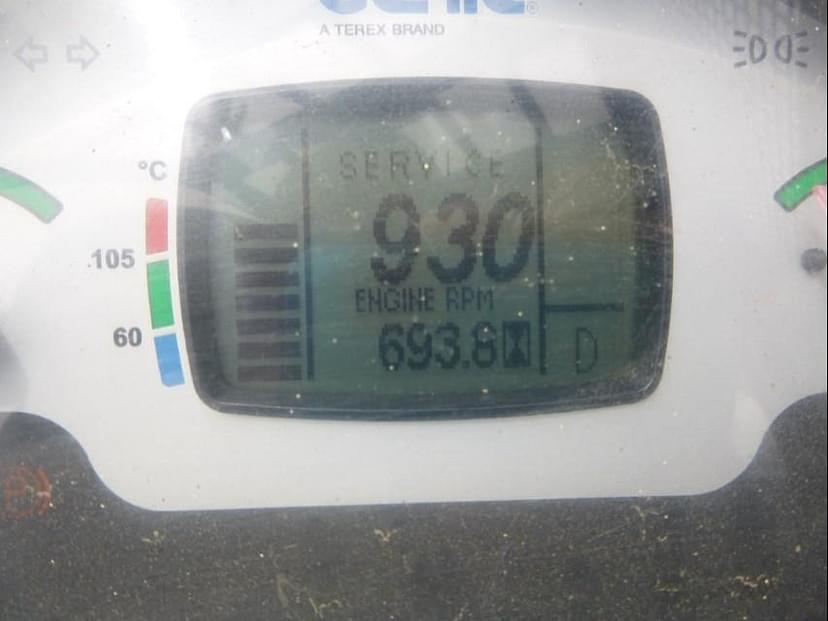 A TEREX BRAND
°C
105
60
SERVICE
930
ENGINE RPM
693.8
D